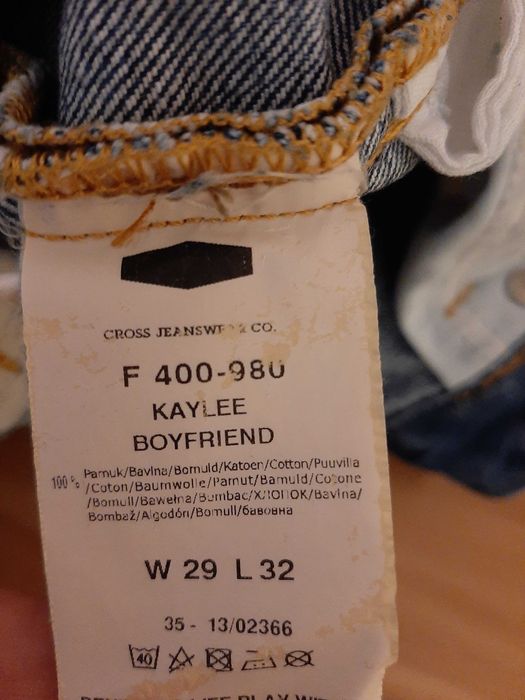 CROSS JEANSWEAR CO.
F 400-980
KAYLEE
BOYFRIEND
100% Pamuk/Bavlna/Bomuld/Katoen/Cotton/Puuvilla
/Coton/Baumwolle/Pamut/Bamuld/Cotone
/Bomull/Bawełna/Bumbac/ХЛОПОК/Bavlna/
Bombaž/Algodón/Bomull/бавовна
W 29 L 32
35 - 13/02366
40